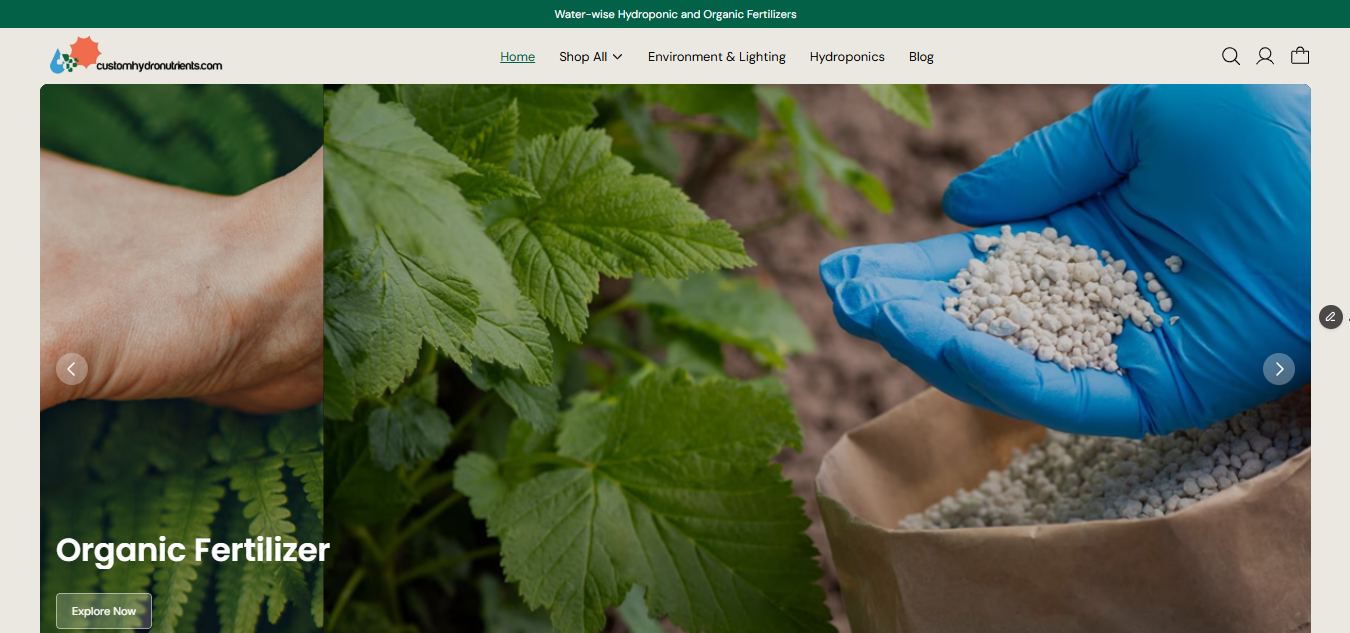 Water-wise Hydroponic and Organic Fertilizers
customhydronutrients.com
Home
Shop All
Environment & Lighting
Hydroponics
Blog
Organic Fertilizer
Explore Now